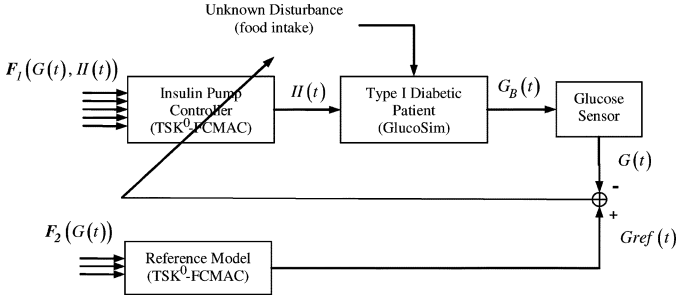 Unknown Disturbance
(food intake)
F₁(G(t), II(t))
Insulin Pump
Controller
(TSK⁰-FCMAC)
II(t)
Type I Diabetic
Patient
(GlucoSim)
G_B(t)
Glucose
Sensor
G(t)
-
+
F₂(G(t))
Reference Model
(TSK⁰-FCMAC)
Gref(t)